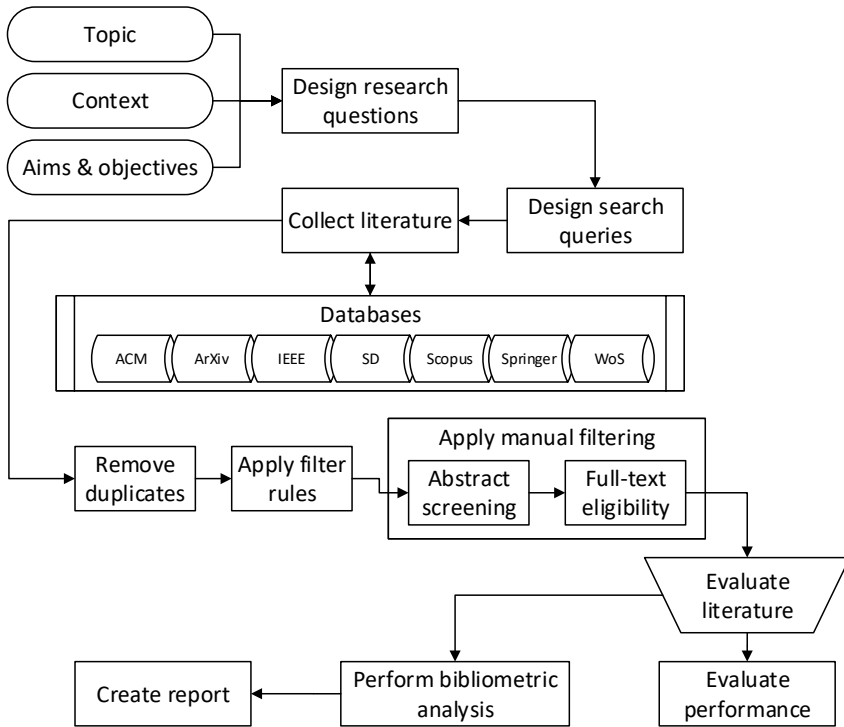 Topic
Context
Aims & objectives
Design research
questions
Design search
queries
Collect literature
Databases
ACM
ArXiv
IEEE
SD
Scopus
Springer
WoS
Remove
duplicates
Apply filter
rules
Apply manual filtering
Abstract
screening
Full-text
eligibility
Evaluate
literature
Evaluate
performance
Perform bibliometric
analysis
Create report